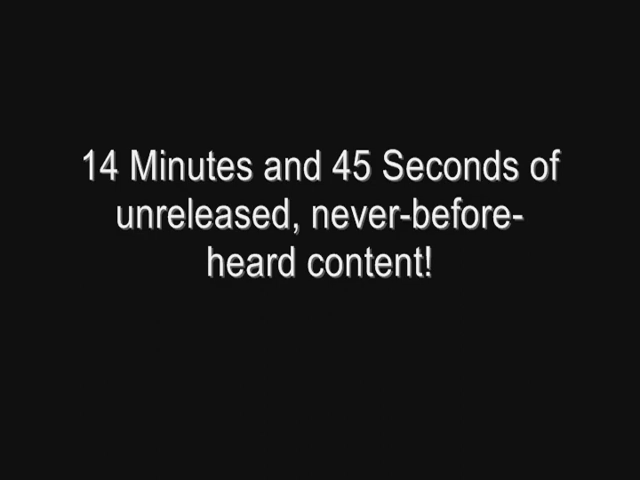 14 Minutes and 45 Seconds of
unreleased, never-before-
heard content!